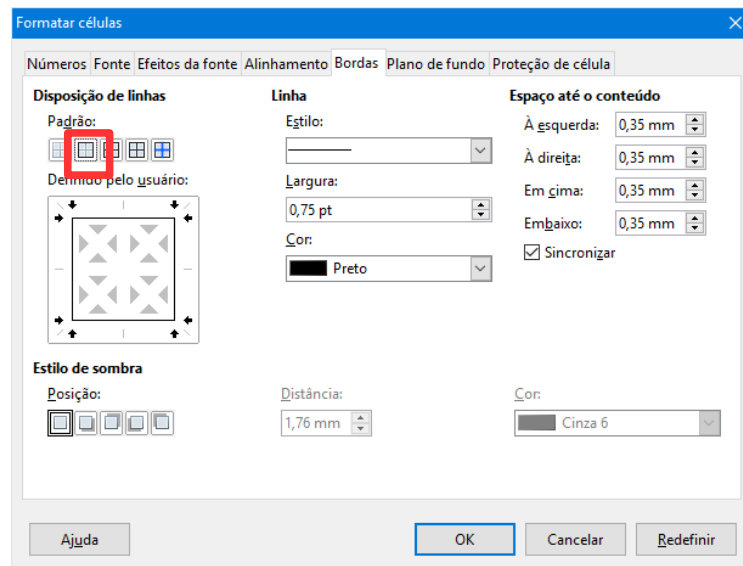 Formatar células
Números Fonte Efeitos da fonte Alinhamento Bordas Plano de fundo Proteção de célula
Disposição de linhas
Padrão:
Definido pelo usuário:
Linha
Estilo:
Largura:
0,75 pt
Cor:
Preto
Espaço até o conteúdo
À esquerda: 0,35 mm
À direita: 0,35 mm
Em cima: 0,35 mm
Embaixo: 0,35 mm
Sincronizar
Estilo de sombra
Posição:
Distância:
1,76 mm
Cor:
Cinza 6
Ajuda OK Cancelar Redefinir